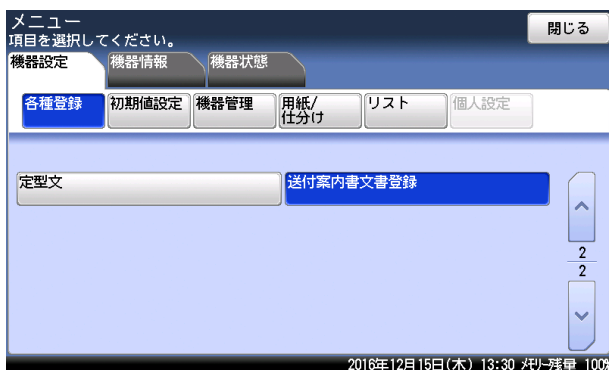 メニュー
項目を選択してください。
閉じる
機器設定
機器情報
機器状態
各種登録
初期値設定
機器管理
用紙/
仕分け
リスト
個人設定
定型文
送付案内書文書登録
2
2
2016年12月15日(木) 13:30 メモリー残量 100%